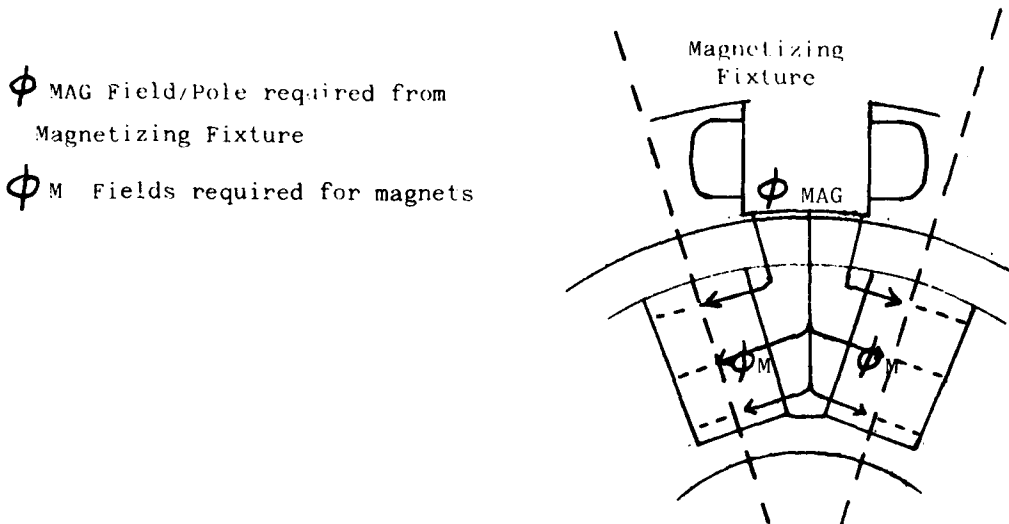 ϕ MAG Field/Pole required from
Magnetizing Fixture
ϕ M Fields required for magnets
Magnetizing
Fixture
ϕ MAG
ϕ M
ϕ M